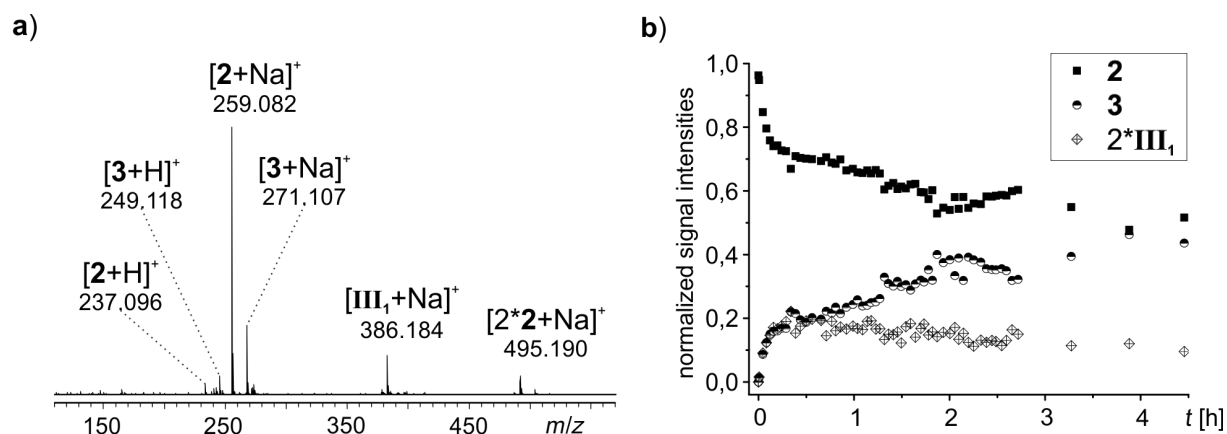 a)
[2+Na]⁺
259.082
[3+H]⁺
249.118
[3+Na]⁺
271.107
[2+H]⁺
237.096
[III₁+Na]⁺
386.184
[2*2+Na]⁺
495.190
150
250
350
450
m/z
b)
normalized signal intensities
1,0
0,8
0,6
0,4
0,2
0,0
0
1
2
3
4
t [h]
2
3
2*III₁